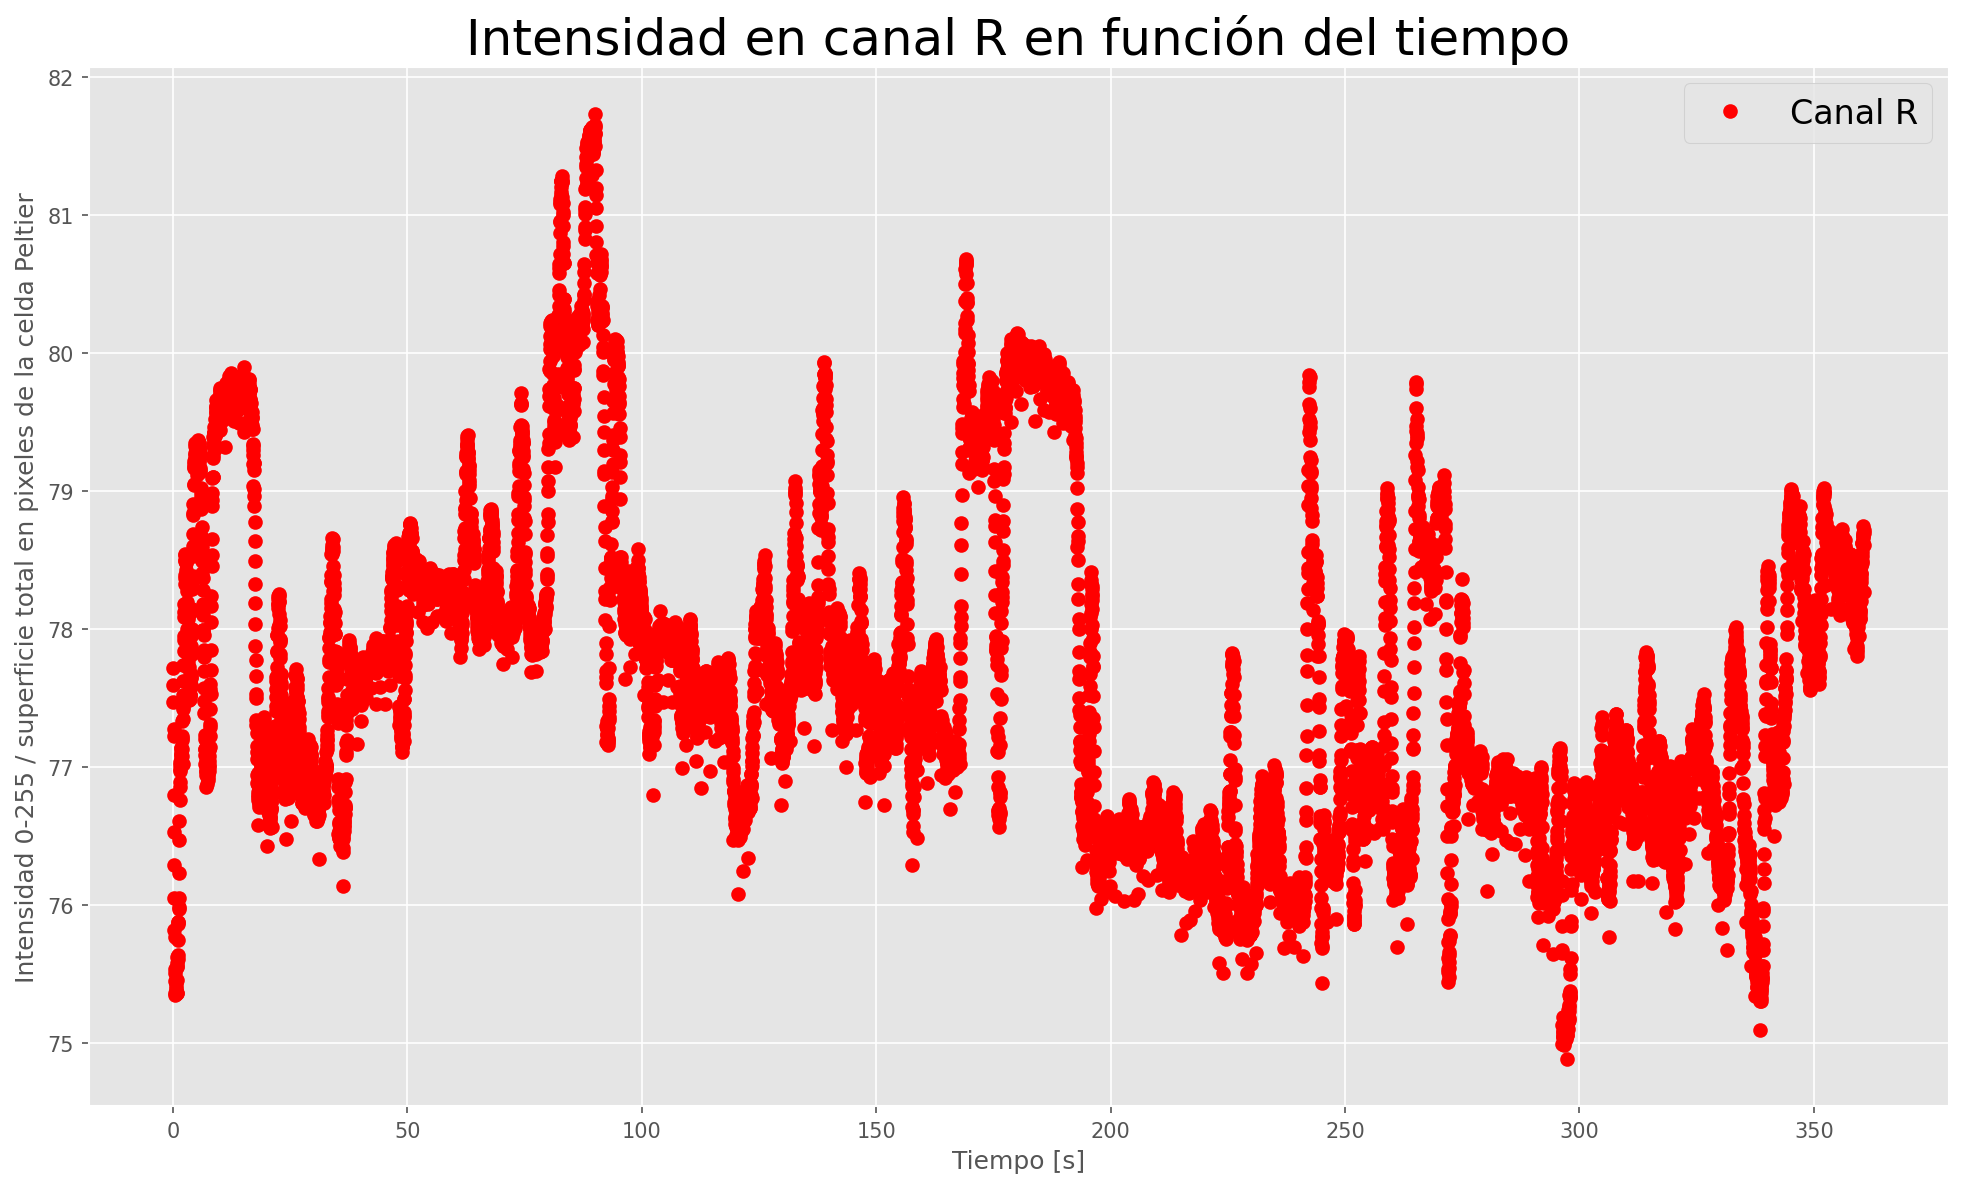 Intensidad en canal R en función del tiempo
Canal R
Intensidad 0-255 / superficie total en pixeles de la celda Peltier
82
81
80
79
78
77
76
75
0 50 100 150 200 250 300 350
Tiempo [s]